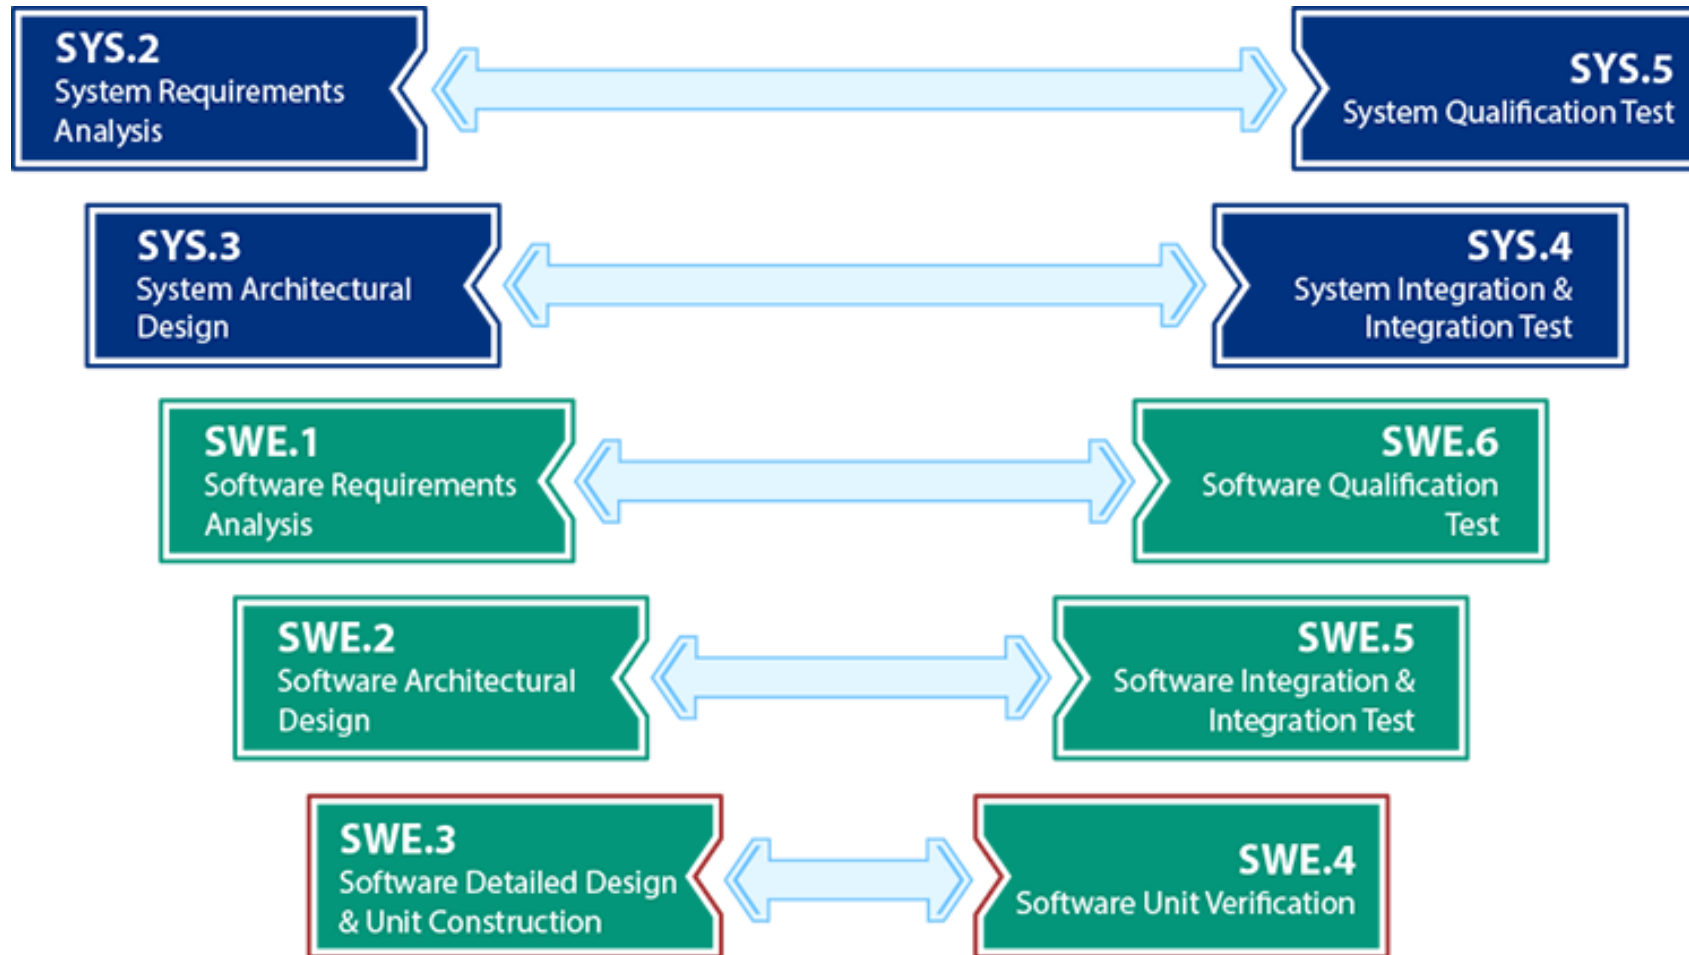 SYS.2
System Requirements
Analysis
SYS.5
System Qualification Test
SYS.3
System Architectural
Design
SYS.4
System Integration &
Integration Test
SWE.1
Software Requirements
Analysis
SWE.6
Software Qualification
Test
SWE.2
Software Architectural
Design
SWE.5
Software Integration &
Integration Test
SWE.3
Software Detailed Design
& Unit Construction
SWE.4
Software Unit Verification